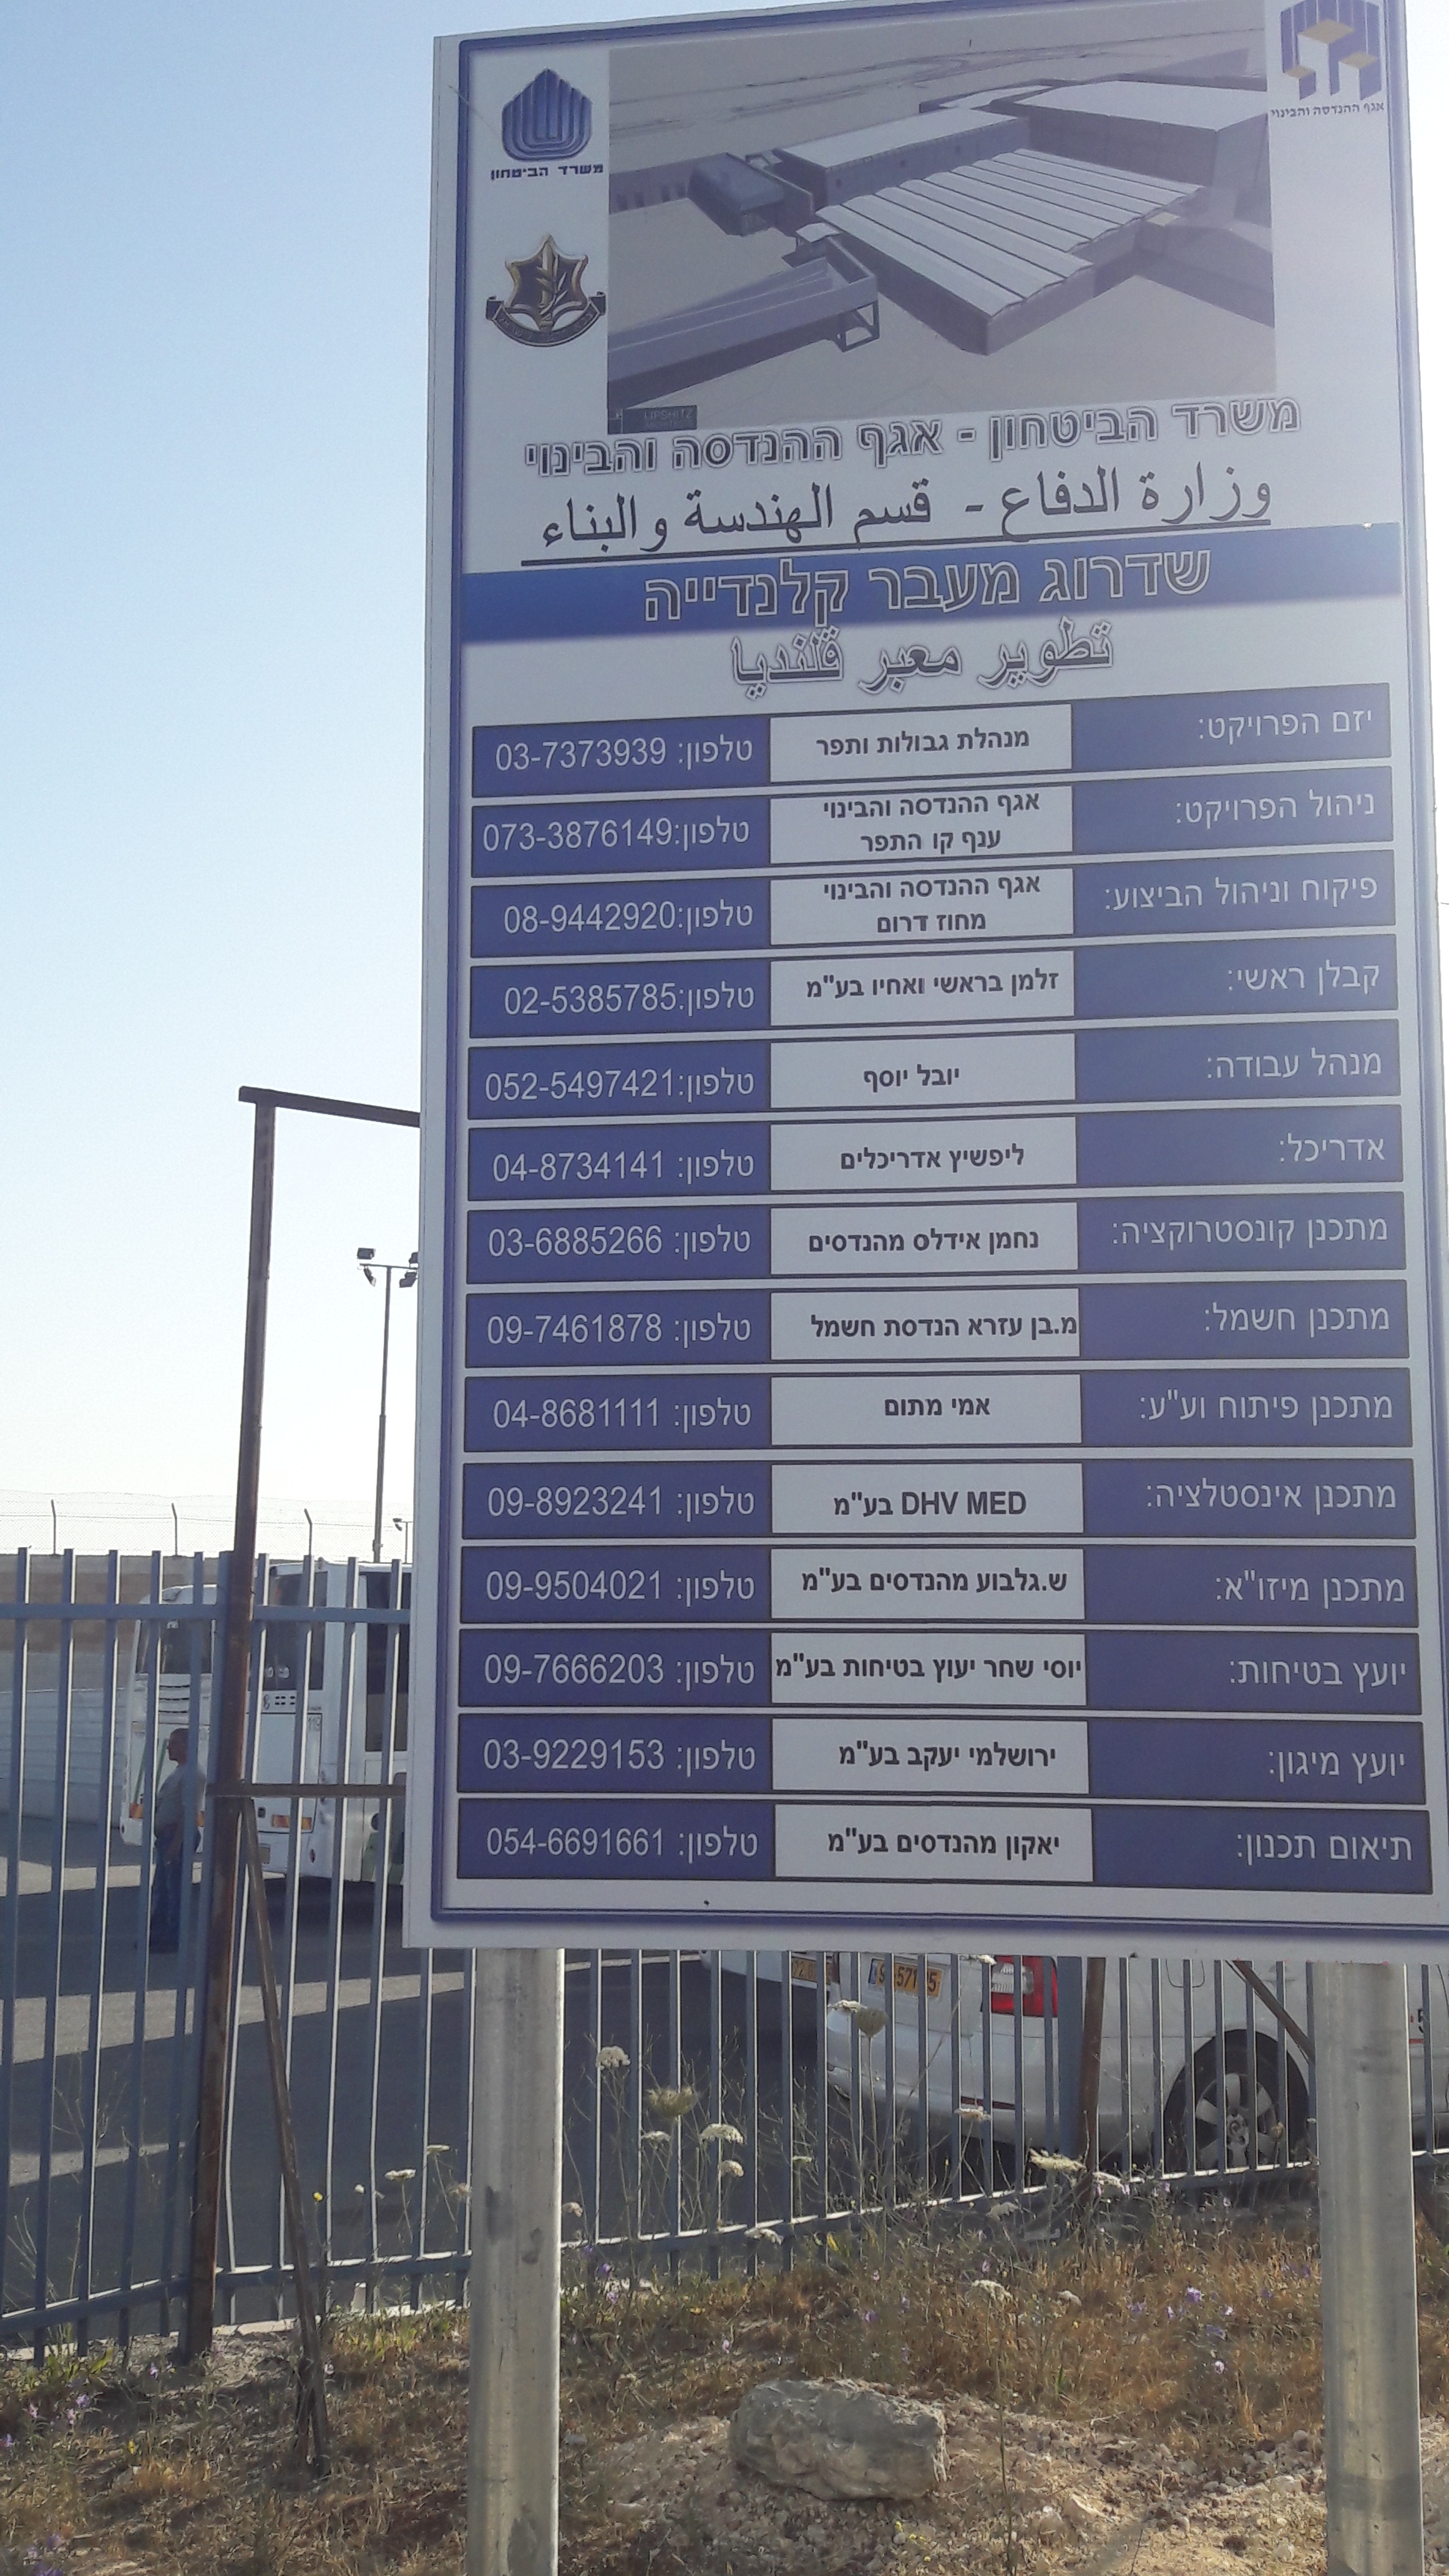 משרד הביטחון
אגף ההנדסה והבינוי
LIPSHITZ
משרד הביטחון - אגף ההנדסה והבינוי
وزارة الدفاع - قسم الهندسة والبناء
שדרוג מעבר קלנדייה
تطوير معبر قلنديا
יזם הפרויקט: מנהלת גבולות ותפר טלפון: 03-7373939
ניהול הפרויקט: אגף ההנדסה והבינוי ענף קו התפר טלפון:073-3876149
פיקוח וניהול הביצוע: אגף ההנדסה והבינוי מחוז דרום טלפון:08-9442920
קבלן ראשי: זלמן בראשי ואחיו בע"מ טלפון:02-5385785
מנהל עבודה: יובל יוסף טלפון:052-5497421
אדריכל: ליפשיץ אדריכלים טלפון: 04-8734141
מתכנן קונסטרוקציה: נחמן אידלס מהנדסים טלפון: 03-6885266
מתכנן חשמל: מ.בן עזרא הנדסת חשמל טלפון: 09-7461878
מתכנן פיתוח וע"ע: אמי מתום טלפון: 04-8681111
מתכנן אינסטלציה: DHV MED בע"מ טלפון: 09-8923241
מתכנן מיזו"א: ש.גלבוע מהנדסים בע"מ טלפון: 09-9504021
יועץ בטיחות: יוסי שחר יעוץ בטיחות בע"מ טלפון: 09-7666203
יועץ מיגון: ירושלמי יעקב בע"מ טלפון: 03-9229153
תיאום תכנון: יאקון מהנדסים בע"מ טלפון: 054-6691661